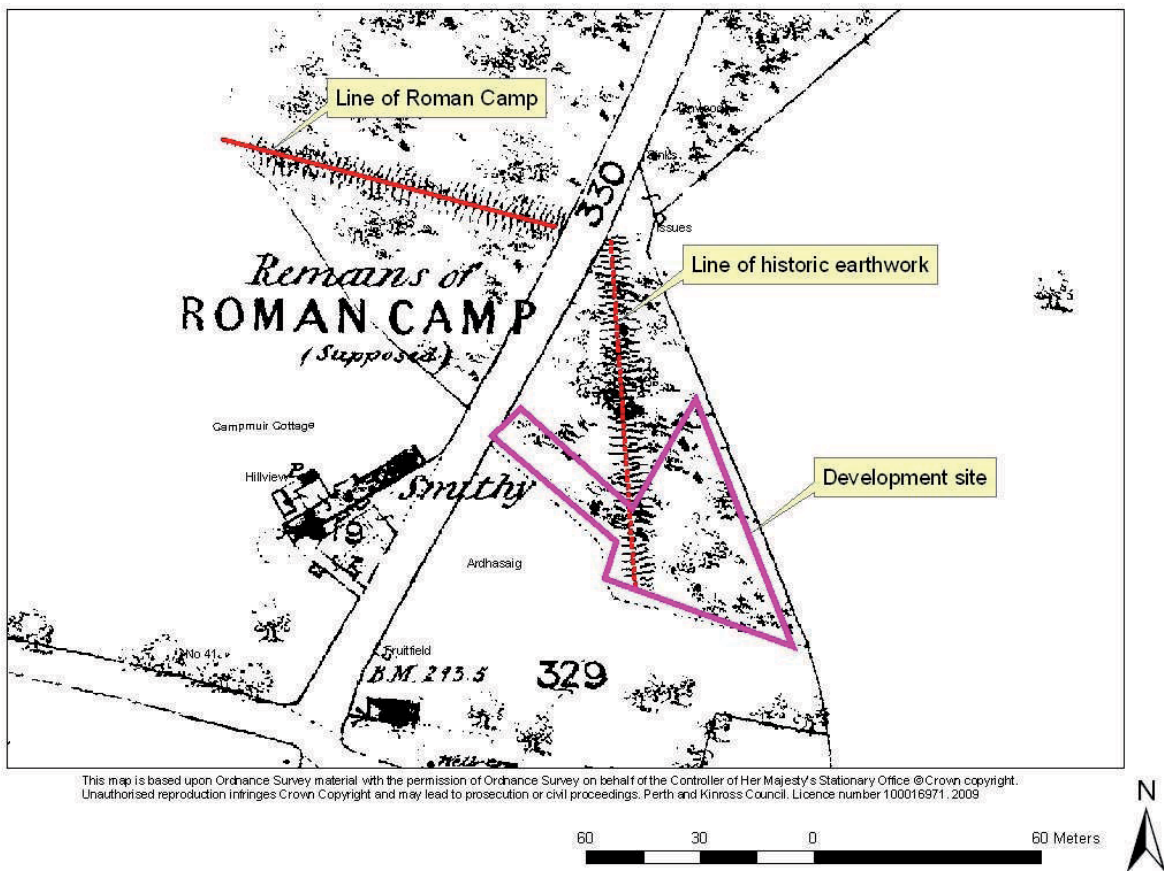 Line of Roman Camp
Sinks
330
Issues
Line of historic earthwork
Remains of
ROMAN CAMP
(Supposed)
Campmuir Cottage
Hillview
Smithy
Development site
Ardhasaig
No 41
Fruitfield
B.M. 293.5
329
Well
This map is based upon Ordnance Survey material with the permission of Ordnance Survey on behalf of the Controller of Her Majesty's Stationary Office © Crown copyright.
Unauthorised reproduction infringes Crown Copyright and may lead to prosecution or civil proceedings. Perth and Kinross Council. Licence number 100016971. 2009
N
60 30 0 60 Meters